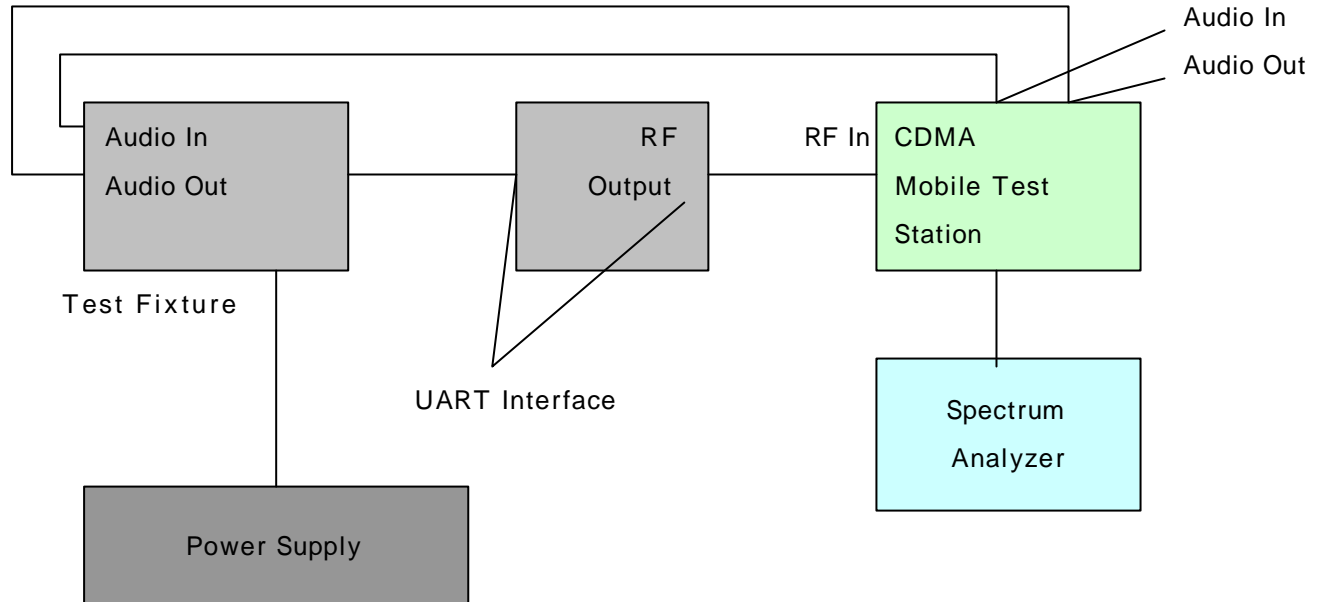 Audio In
Audio Out
Audio In
Audio Out
RF
Output
RF In
CDMA
Mobile Test
Station
Test Fixture
UART Interface
Spectrum
Analyzer
Power Supply